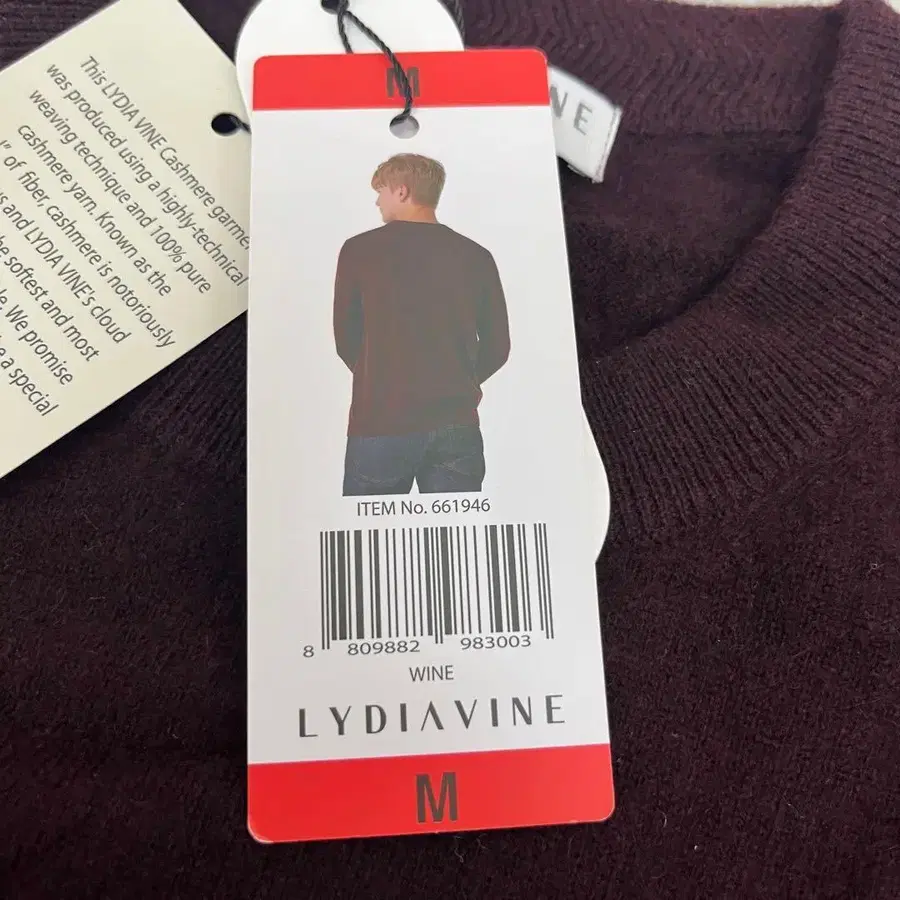 This LYDIA VINE Cashmere
was produced using a highly-technical
weaving technique and 100% pure
cashmere yarn. Known as the
of fiber, cashmere is notoriously
and LYDIA VINE's cloud
softest and most
We promise
a special
M
NE
ITEM No. 661946
8 809882 983003
WINE
LYDIAVINE
M